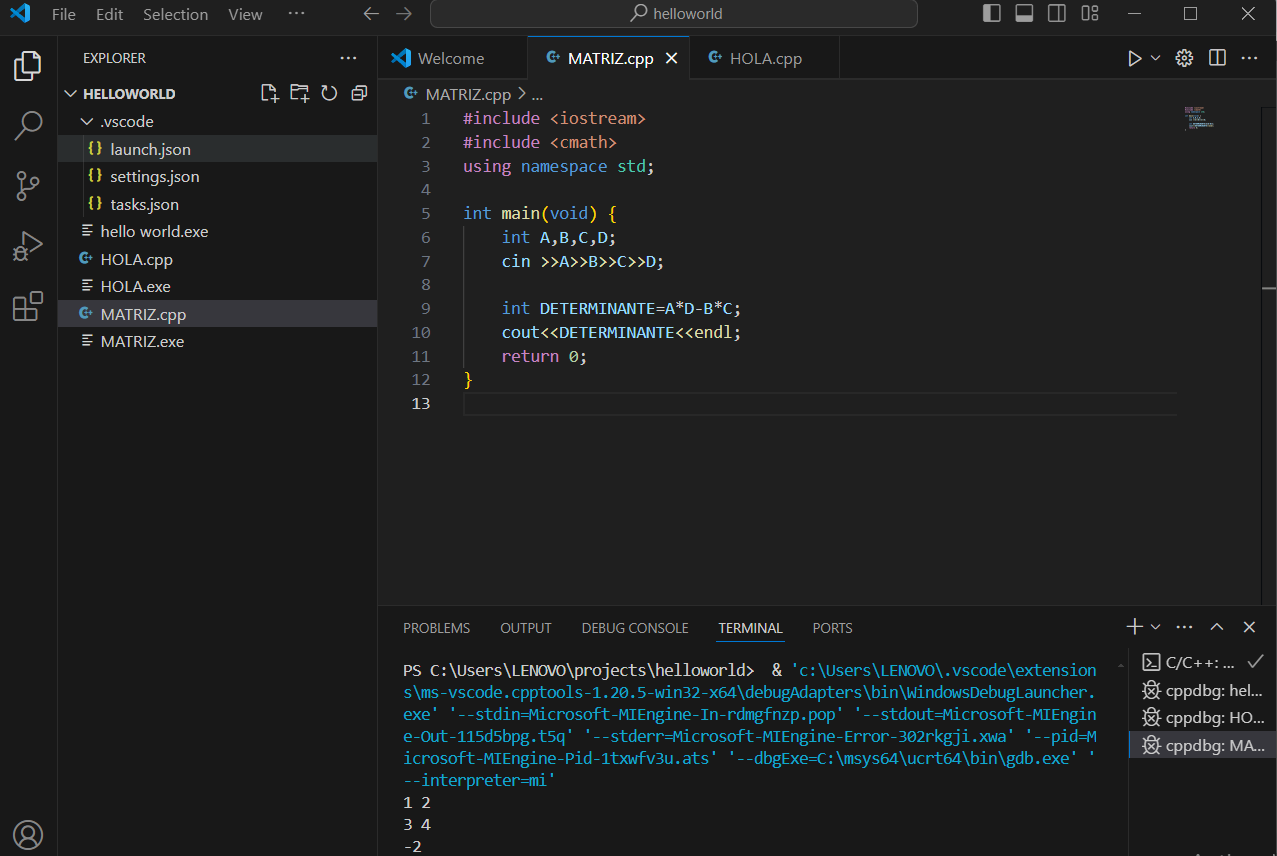 File Edit Selection View ··· helloworld
EXPLORER ···
HELLOWORLD
.vscode
{} launch.json
{} settings.json
{} tasks.json
hello world.exe
HOLA.cpp
HOLA.exe
MATRIZ.cpp
MATRIZ.exe
Welcome MATRIZ.cpp HOLA.cpp
MATRIZ.cpp > ...
1 #include <iostream>
2 #include <cmath>
3 using namespace std;
4
5 int main(void) {
6 int A,B,C,D;
7 cin >>A>>B>>C>>D;
8
9 int DETERMINANTE=A*D-B*C;
10 cout<<DETERMINANTE<<endl;
11 return 0;
12 }
13
PROBLEMS OUTPUT DEBUG CONSOLE TERMINAL PORTS
PS C:\Users\LENOVO\projects\helloworld>  & 'c:\Users\LENOVO\.vscode\extension
s\ms-vscode.cpptools-1.20.5-win32-x64\debugAdapters\bin\WindowsDebugLauncher.
exe' '--stdin=Microsoft-MIEngine-In-rdmgfnzp.pop' '--stdout=Microsoft-MIEngin
e-Out-115d5bpg.t5q' '--stderr=Microsoft-MIEngine-Error-302rkgji.xwa' '--pid=M
icrosoft-MIEngine-Pid-1txwfv3u.ats' '--dbgExe=C:\msys64\ucrt64\bin\gdb.exe' '
--interpreter=mi'
1 2
3 4
-2
C/C++: ...
cppdbg: hel...
cppdbg: HO...
cppdbg: MA...